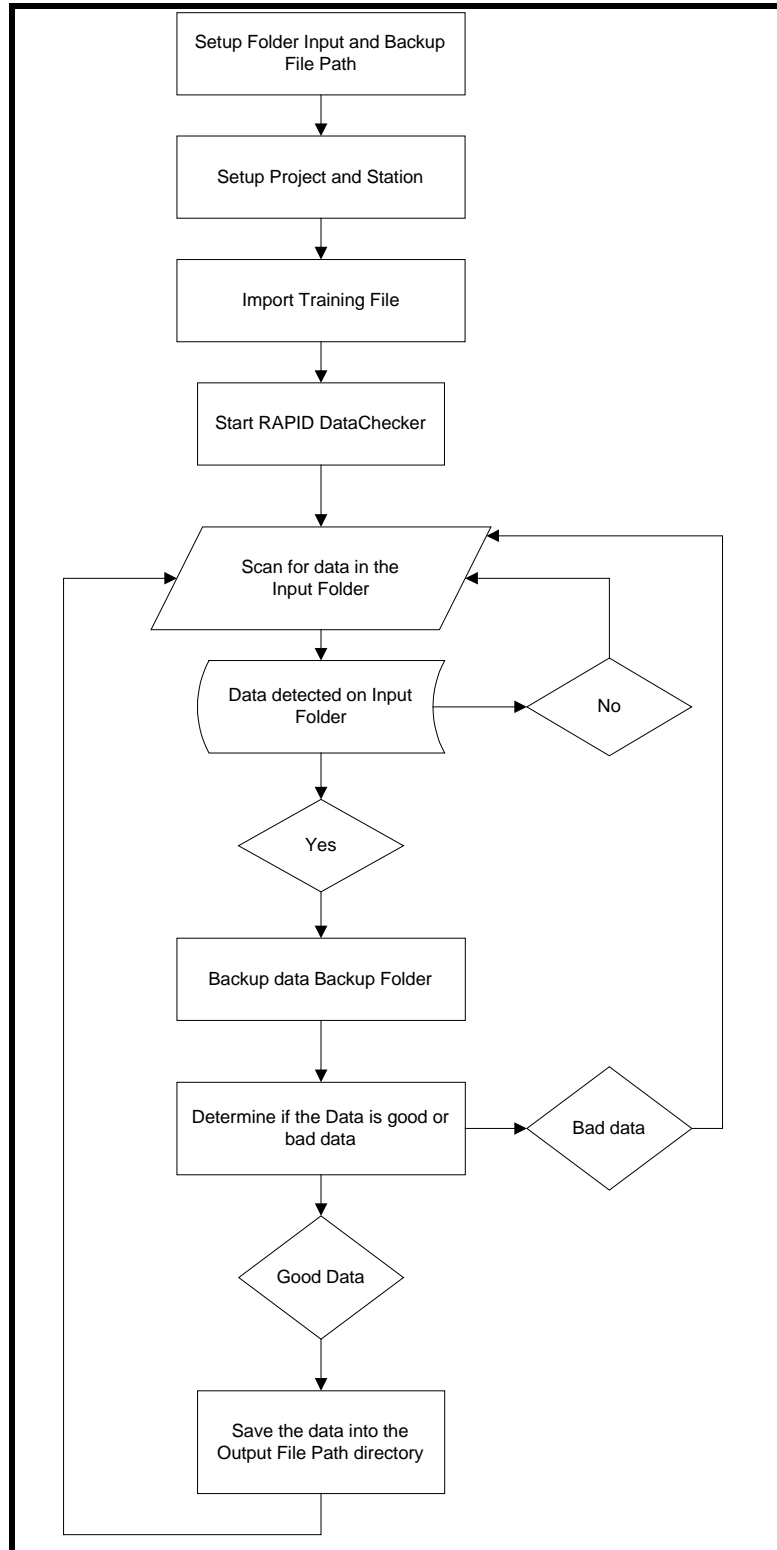 Setup Folder Input and Backup
File Path
Setup Project and Station
Import Training File
Start RAPID DataChecker
Scan for data in the
Input Folder
Data detected on Input
Folder
No
Yes
Backup data Backup Folder
Determine if the Data is good or
bad data
Bad data
Good Data
Save the data into the
Output File Path directory